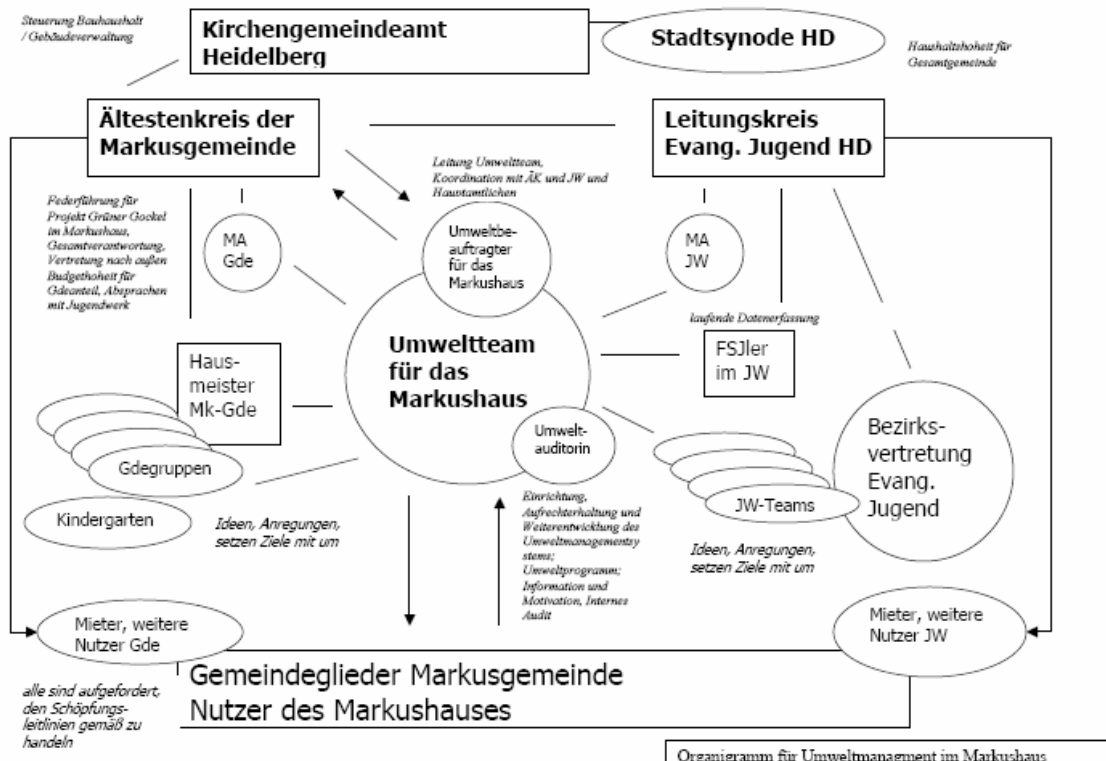 Steuerung Bauhaushalt
/ Gebäudeverwaltung
Kirchengemeindeamt
Heidelberg
Stadtsynode HD
Haushaltshoheit für
Gesamtgemeinde
Ältestenkreis der
Markusgemeinde
Leitungskreis
Evang. Jugend HD
Leitung Umweltteam,
Koordination mit ÄK und JW und
Hauptamtlichen
Federführung für
Projekt Grüner Gockel
im Markushaus,
Gesamtverantwortung,
Vertretung nach außen
Budgethoheit für
Gdeanteil, Absprachen
mit Jugendwerk
MA
Gde
Umweltbe-
auftragter
für das
Markushaus
MA
JW
laufende Datenerfassung
Umweltteam
für das
Markushaus
FSJler
im JW
Haus-
meister
Mk-Gde
Umwelt-
auditorin
Bezirks-
vertretung
Evang.
Jugend
Gdegruppen
Kindergarten
JW-Teams
Ideen, Anregungen,
setzen Ziele mit um
Einrichtung,
Aufrechterhaltung und
Weiterentwicklung des
Umweltmanagementsy
stems;
Umweltprogramm;
Information und
Motivation, Internes
Audit
Ideen, Anregungen,
setzen Ziele mit um
Mieter, weitere
Nutzer Gde
Mieter, weitere
Nutzer JW
Gemeindeglieder Markusgemeinde
Nutzer des Markushauses
alle sind aufgefordert,
den Schöpfungs-
leitlinien gemäß zu
handeln
Organigramm für Umweltmanagment im Markushaus